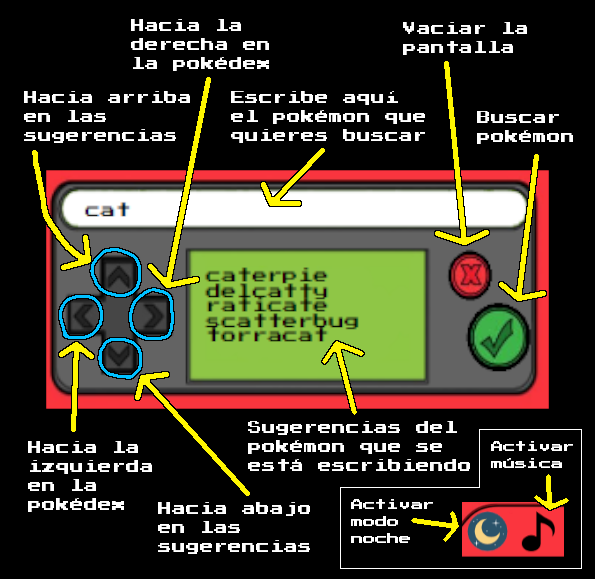 Hacia la
derecha en
la pokédex
Vaciar la
pantalla
Hacia arriba
en las
sugerencias
Escribe aquí
el pokémon que
quieres buscar
Buscar
pokémon
cat
caterpie
delcatty
raticate
scatterbug
torracat
X
Sugerencias del
pokémon que se
está escribiendo
Hacia la
izquierda
en la
pokédex
Hacia abajo
en las
sugerencias
Activar
música
Activar
modo
noche